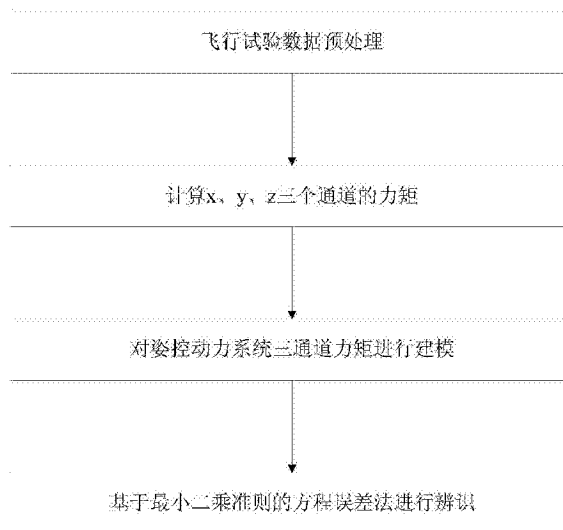 飞行试验数据预处理
计算x、y、z三个通道的力矩
对姿控动力系统三通道力矩进行建模
基于最小二乘准则的方程误差法进行辨识